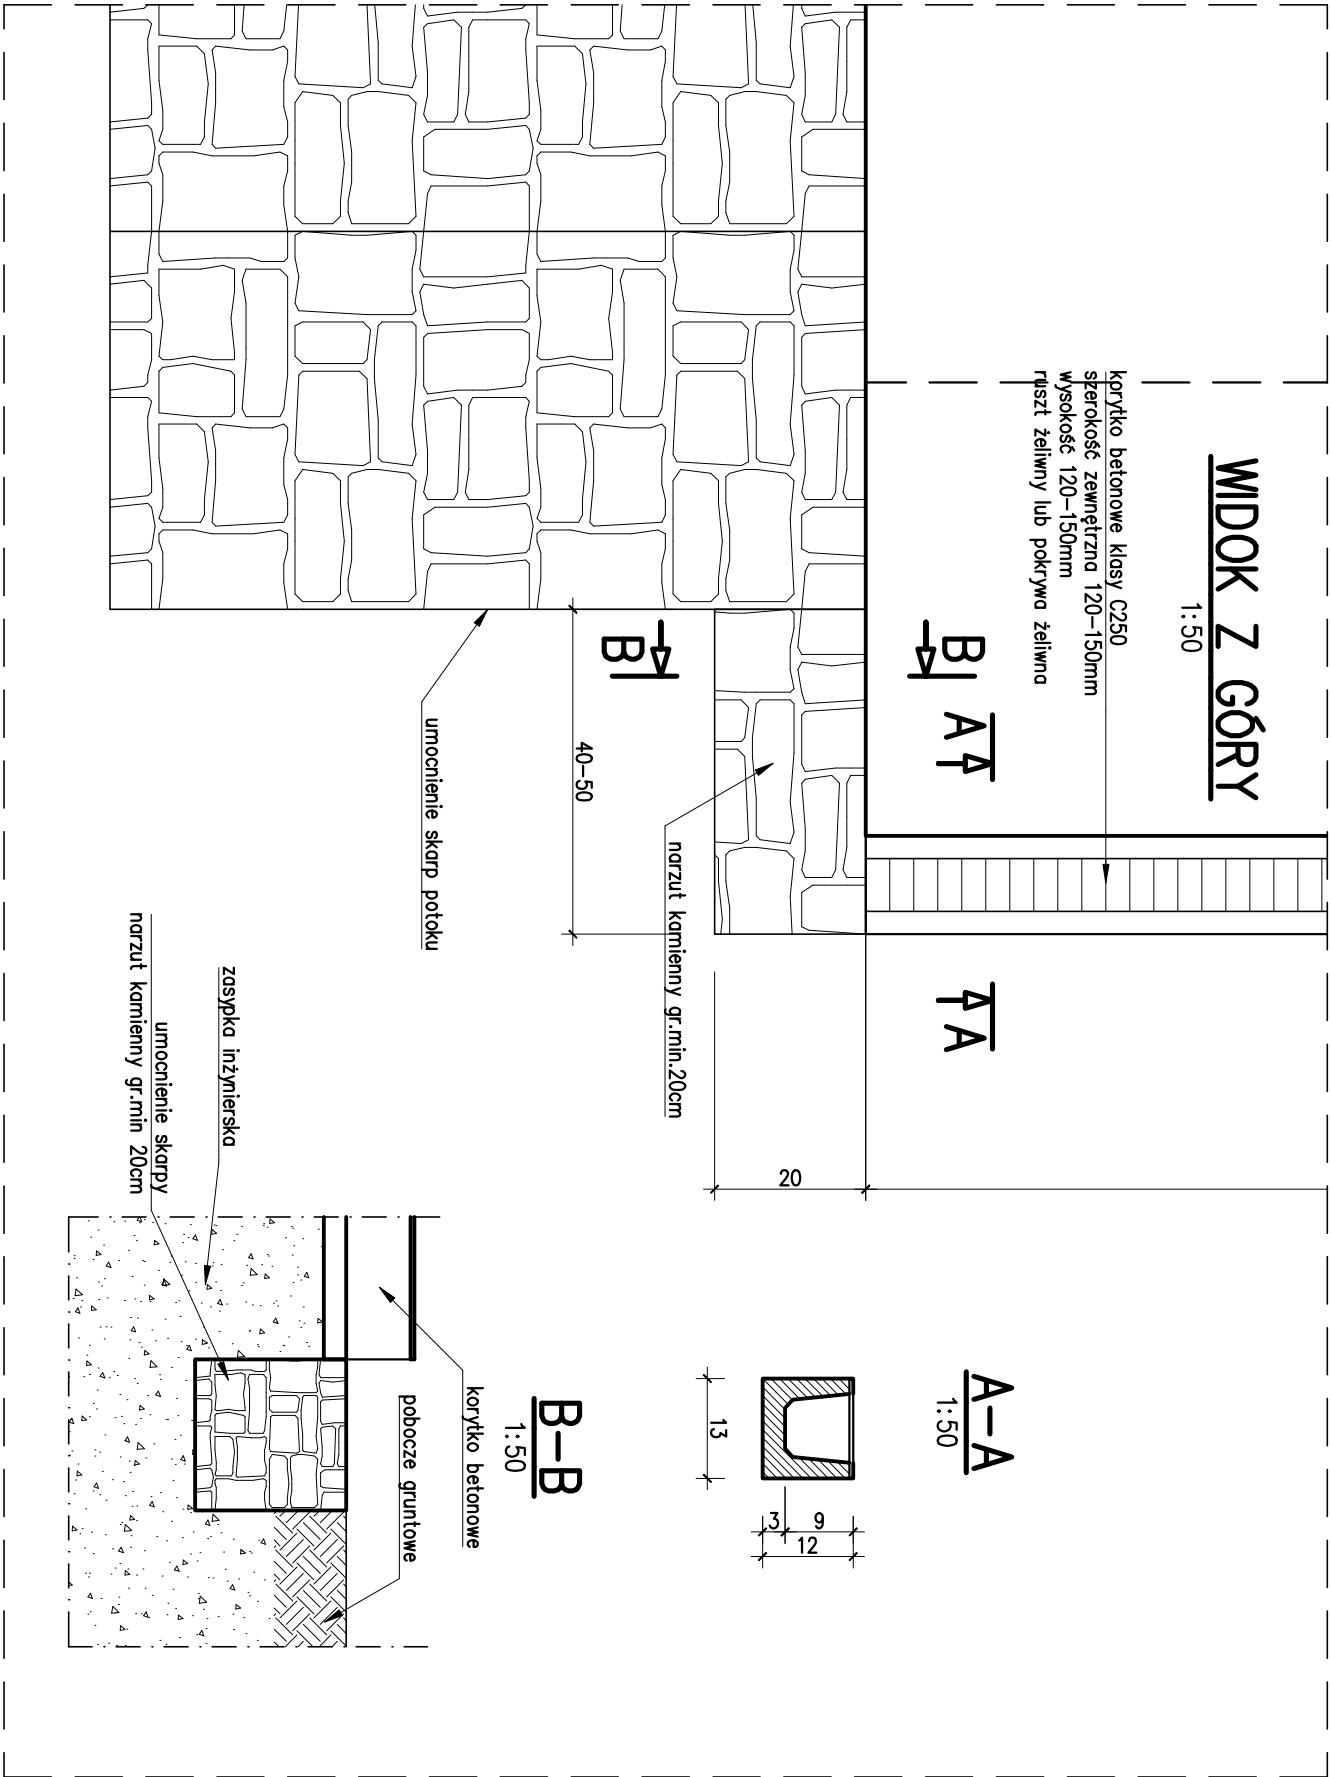 WIDOK Z GÓRY
1:50
korytko betonowe klasy C250
szerokość zewnętrzna 120-150mm
wysokość 120-150mm
ruszt żeliwny lub pokrywa żeliwna
B
B
A
A
40-50
umocnienie skarp potoku
narzut kamienny gr.min.20cm
20
A-A
1:50
13
3
9
12
B-B
1:50
korytko betonowe
pobocze gruntowe
zasypka inżynierska
umocnienie skarpy
narzut kamienny gr.min 20cm